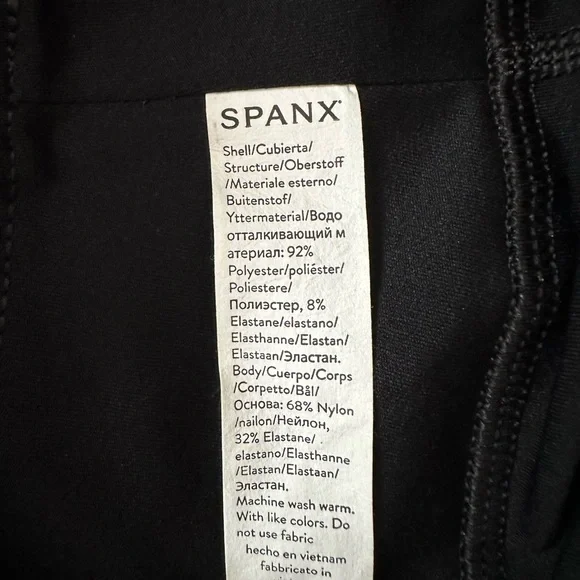 SPANX
Shell/Cubierta/
Structure/Oberstoff
/Materiale esterno/
Buitenstof/
Yttermaterial/Водо
отталкивающий м
атериал: 92%
Polyester/poliéster/
Poliestere/
Полиэстер, 8%
Elastane/elastano/
Elasthanne/Elastan/
Elastaan/Эластан.
Body/Cuerpo/Corps
/Corpetto/Bål/
Основа: 68% Nylon
/nailon/Нейлон,
32% Elastane/
elastano/Elasthanne
/Elastan/Elastaan/
Эластан.
Machine wash warm.
With like colors. Do
not use fabric
hecho en vietnam
fabbricato in